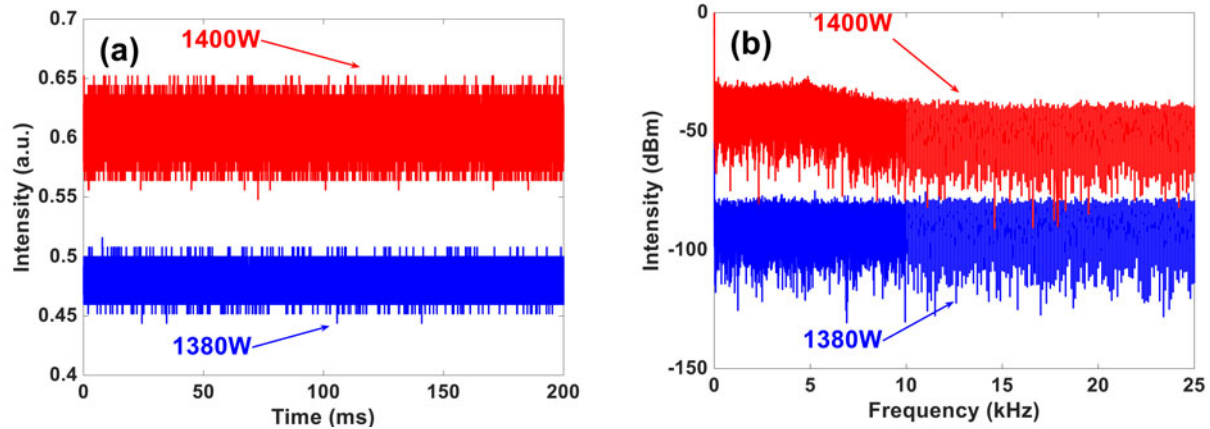 (a)
1400W
1380W
Intensity (a.u.)
0.7
0.65
0.6
0.55
0.5
0.45
0.4
0 50 100 150 200
Time (ms)
(b)
1400W
1380W
Intensity (dBm)
0
-50
-100
-150
0 5 10 15 20 25
Frequency (kHz)